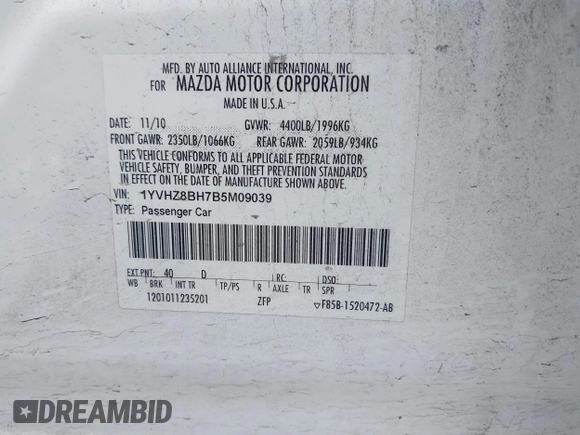 MFD. BY AUTO ALLIANCE INTERNATIONAL, INC.
FOR MAZDA MOTOR CORPORATION
MADE IN U.S.A.
DATE: 11/10 GVWR: 4400LB/1996KG
FRONT GAWR: 2350LB/1066KG REAR GAWR: 2059LB/934KG
THIS VEHICLE CONFORMS TO ALL APPLICABLE FEDERAL MOTOR
VEHICLE SAFETY, BUMPER, AND THEFT PREVENTION STANDARDS
IN EFFECT ON THE DATE OF MANUFACTURE SHOWN ABOVE.
VIN: 1YVHZ8BH7B5M09039
TYPE: Passenger Car
EXT PNT: 40 D RC: DSO:
WB BRK INT TR TP/PS R AXLE TR SPR
1201011235201 ZFP F85B-1520472-AB
DREAMBID